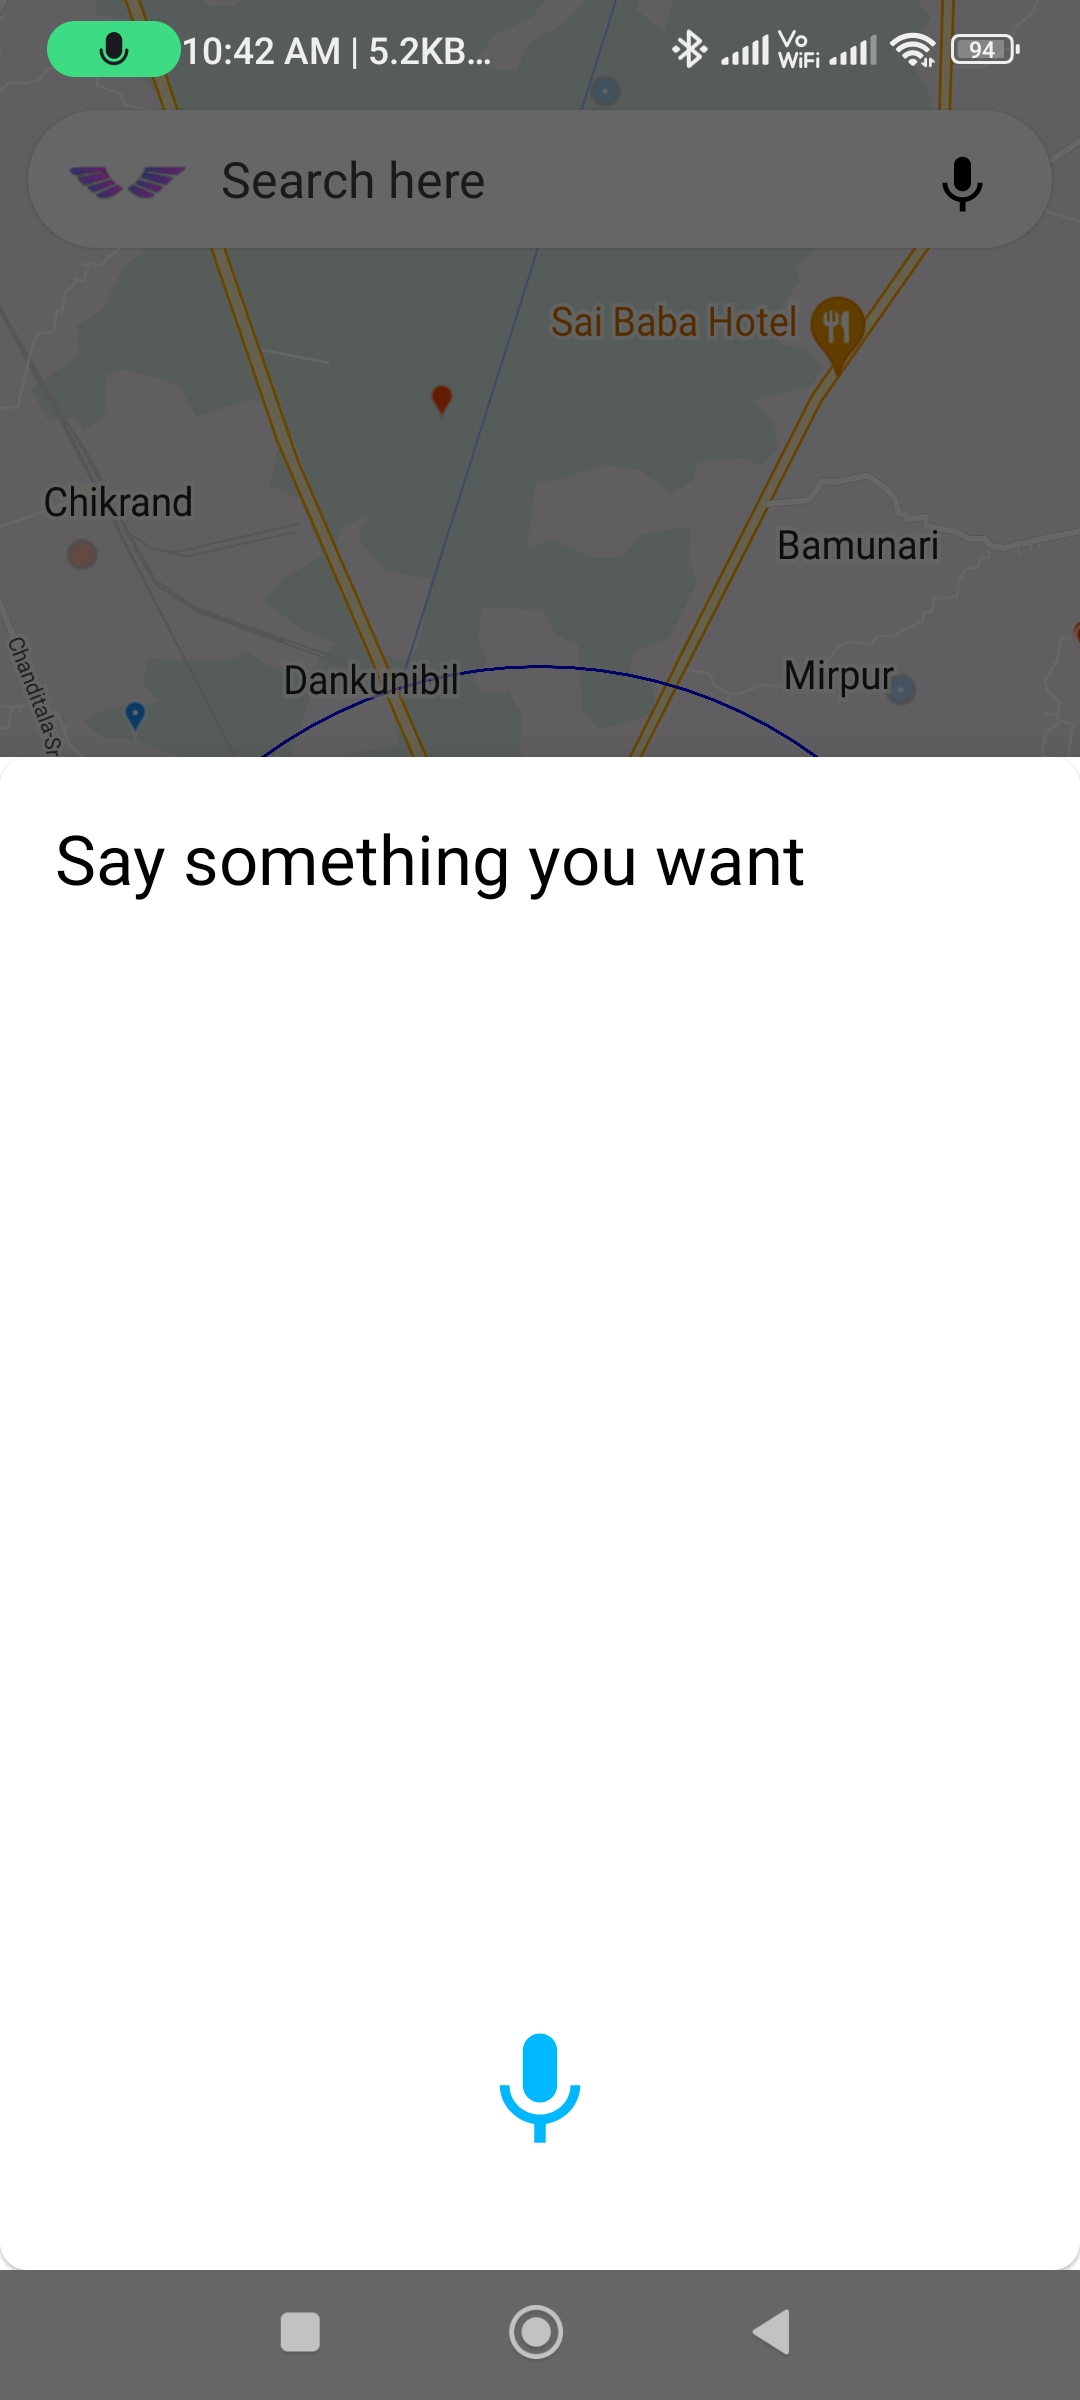 10:42 AM | 5.2KB...
Vo
WiFi
94
Search here
Sai Baba Hotel
Chikrand
Bamunari
Chanditala-Sr
Dankunibil
Mirpur
Say something you want